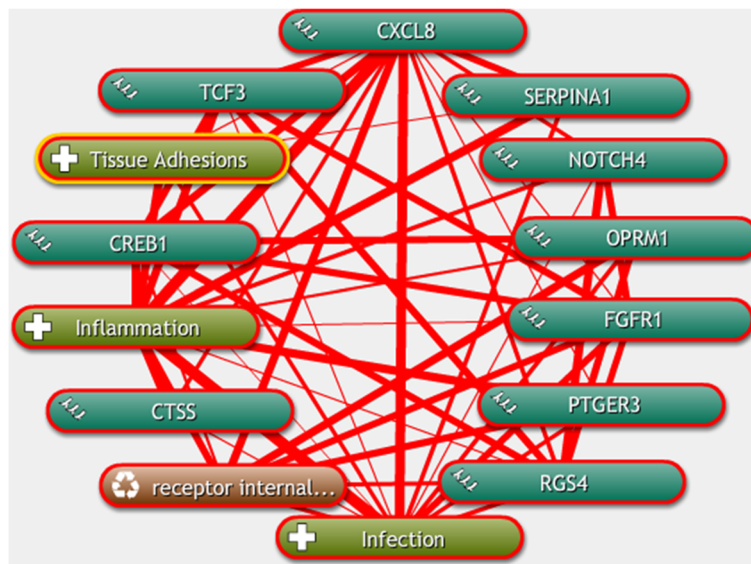 CXCL8
TCF3
SERPINA1
Tissue Adhesions
NOTCH4
CREB1
OPRM1
Inflammation
FGFR1
CTSS
PTGER3
receptor internal...
RGS4
Infection